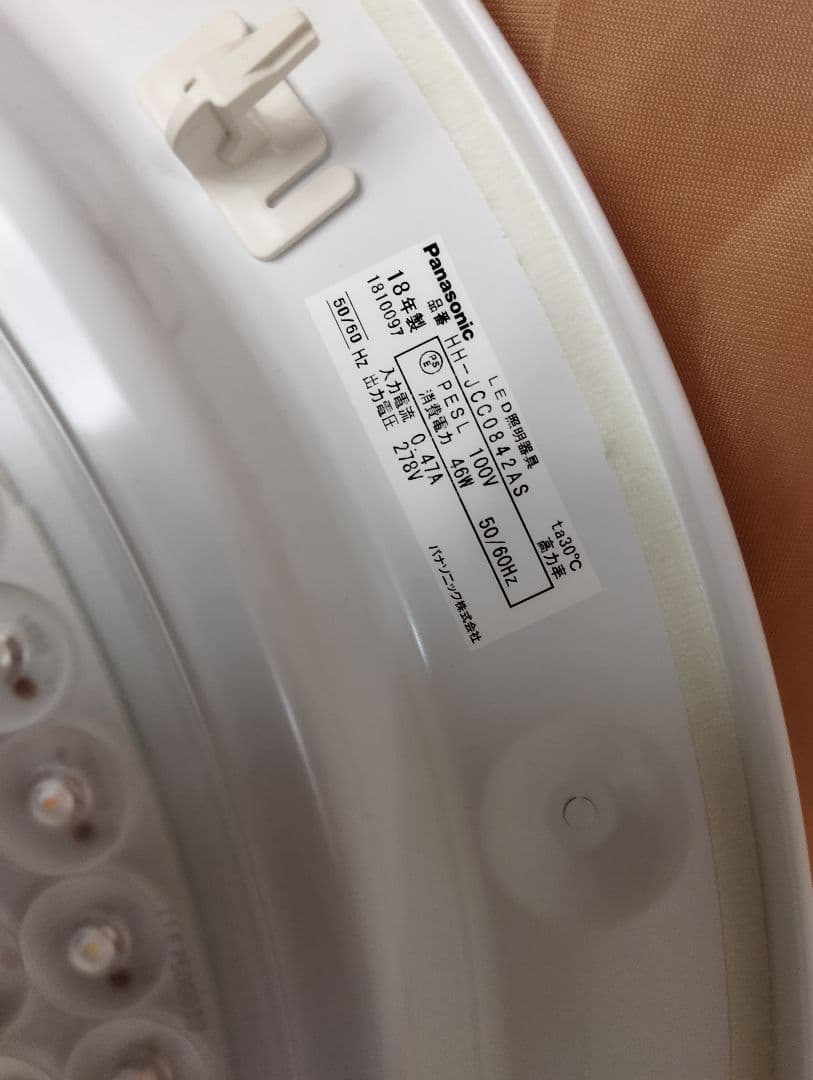 Panasonic LED照明器具
品番 HH-JCC0842AS
18年製 PSE PESL 100V 50/60Hz ta30℃
1810097 消費電力 46W 高力率
50/60 Hz 入力電流 0.47A
出力電圧 278V
パナソニック株式会社